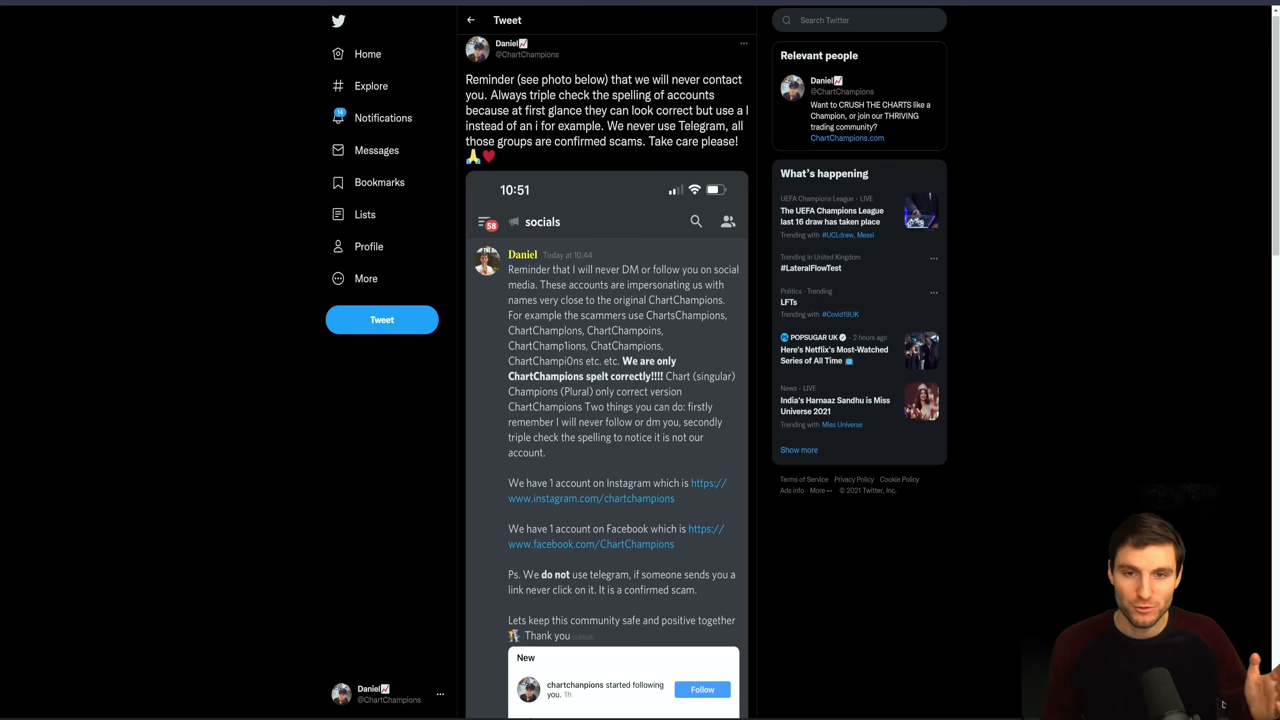 Home
Explore
14
Notifications
Messages
Bookmarks
Lists
Profile
More
Tweet
Daniel
@ChartChampions
Tweet
Daniel
@ChartChampions
Reminder (see photo below) that we will never contact
you. Always triple check the spelling of accounts
because at first glance they can look correct but use a l
instead of an i for example. We never use Telegram, all
those groups are confirmed scams. Take care please!
🙏♥️
10:51
58
socials
Daniel Today at 10:44
Reminder that I will never DM or follow you on social
media. These accounts are impersonating us with
names very close to the original ChartChampions.
For example the scammers use ChartsChampions,
ChartChamplons, ChartChampoins,
ChartChamp1ions, ChatChampions,
ChartChampi0ns etc. etc. We are only
ChartChampions spelt correctly!!!! Chart (singular)
Champions (Plural) only correct version
ChartChampions Two things you can do: firstly
remember I will never follow or dm you, secondly
triple check the spelling to notice it is not our
account.
We have 1 account on Instagram which is https://
www.instagram.com/chartchampions
We have 1 account on Facebook which is https://
www.facebook.com/ChartChampions
Ps. We do not use telegram, if someone sends you a
link never click on it. It is a confirmed scam.
Lets keep this community safe and positive together
Thank you (edited)
New
chartchanpions started following
you. 1h
Follow
Search Twitter
Relevant people
Daniel
@ChartChampions
Want to CRUSH THE CHARTS like a
Champion, or join our THRIVING
trading community?
ChartChampions.com
What's happening
UEFA Champions League · LIVE
The UEFA Champions League
last 16 draw has taken place
Trending with #UCLdraw, Messi
Trending in United Kingdom
#LateralFlowTest
Politics · Trending
LFTs
Trending with #Covid19UK
POPSUGAR UK · 2 hours ago
Here's Netflix's Most-Watched
Series of All Time
News · LIVE
India's Harnaaz Sandhu is Miss
Universe 2021
Trending with Miss Universe
Show more
Terms of Service Privacy Policy Cookie Policy
Ads info More © 2021 Twitter, Inc.